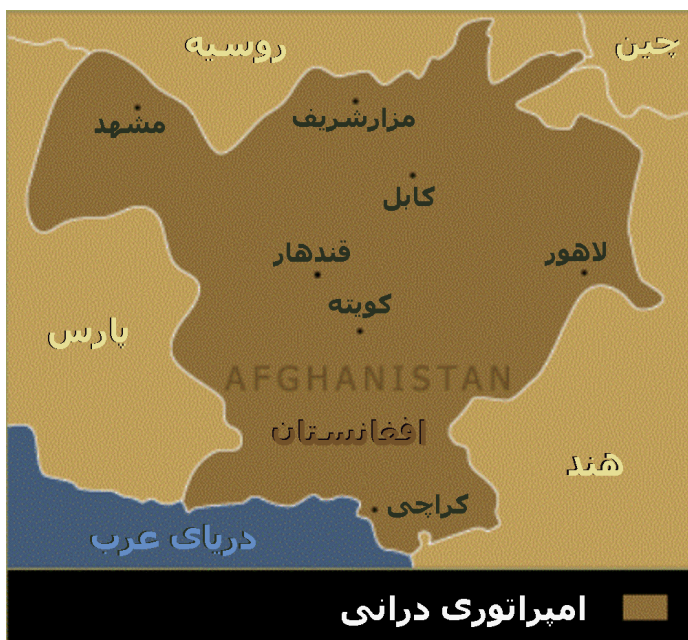 روسیه
چین
مشهد
مزارشریف
کابل
قندهار
لاهور
کویته
پارس
AFGHANISTAN
افغانستان
هند
کراچی
دریای عرب
امپراتوری درانی